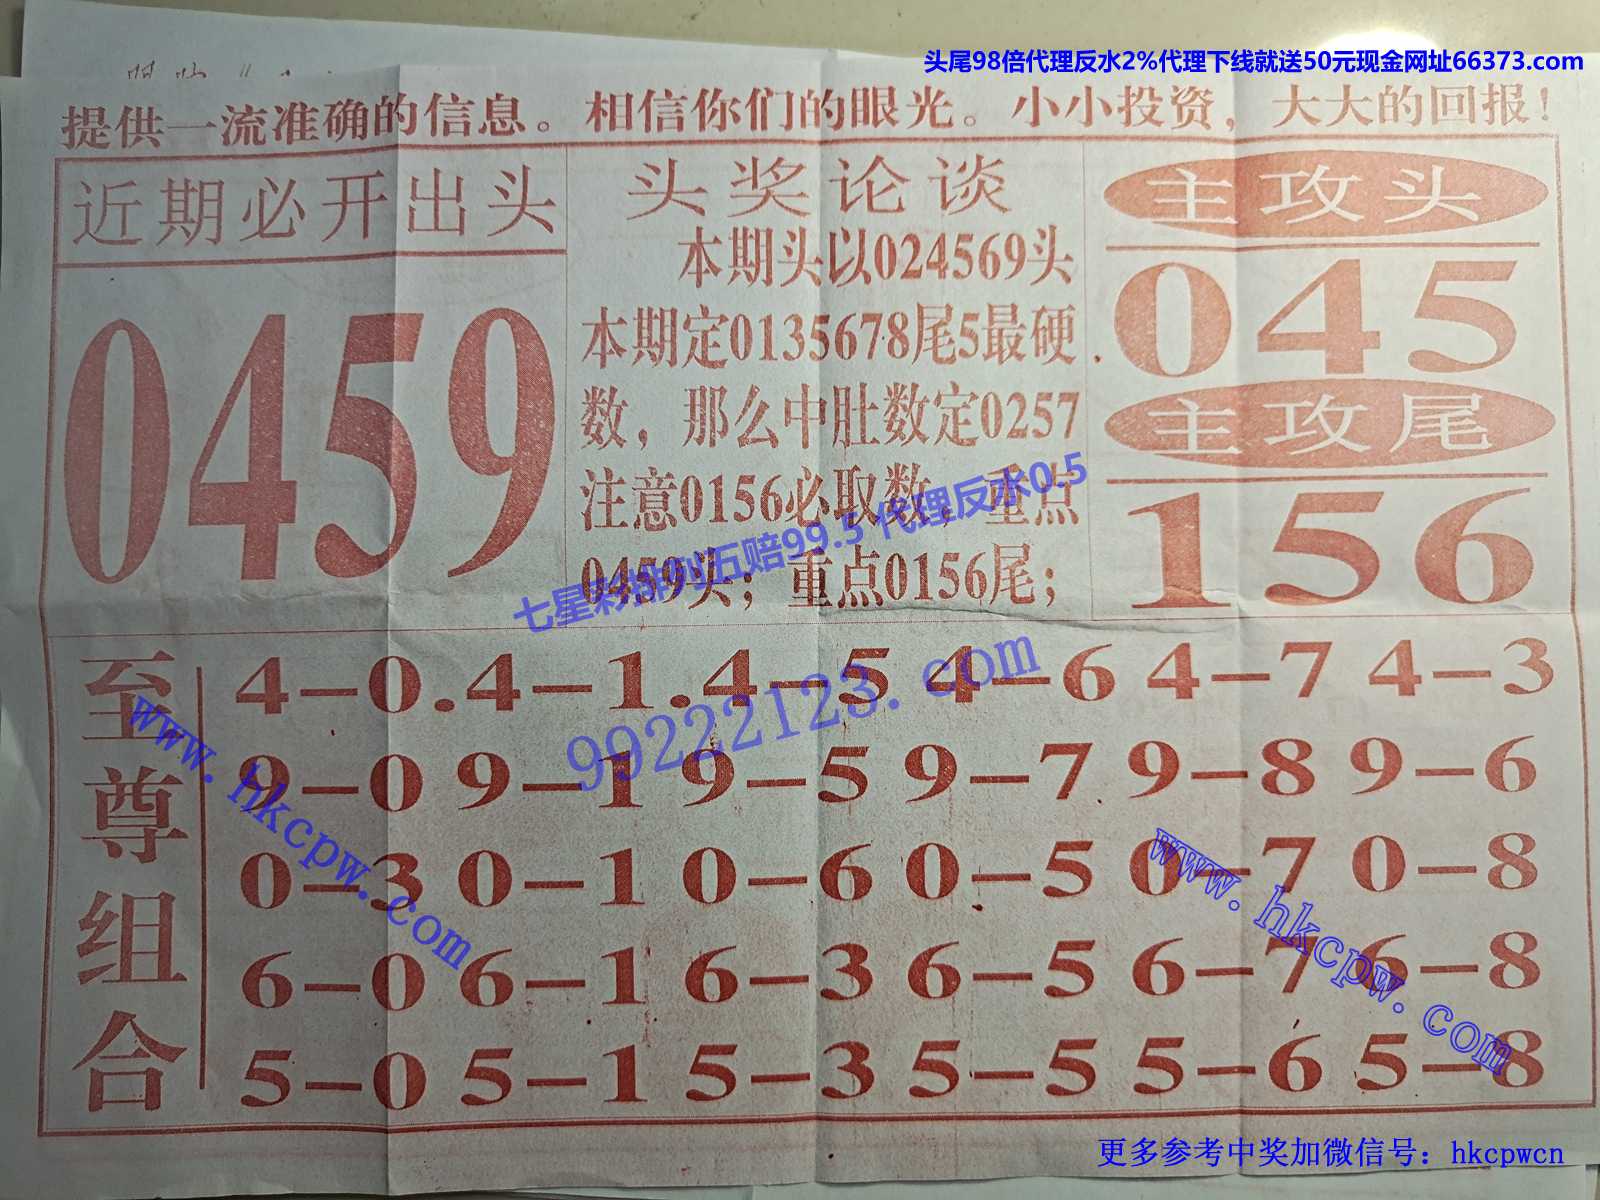 头尾98倍代理反水2%代理下线就送50元现金网址66373.com
提供一流准确的信息。相信你们的眼光。小小投资，大大的回报！
近期必开出头
0459
头奖论谈
本期头以024569头
本期定0135678尾5最硬
数，那么中肚数定0257
注意0156必取数，重点
0459头；重点0156尾；
主攻头
045
主攻尾
156
七星彩排列五赔99.5 代理反水0.5
99222123.com
至尊组合
4-0.4-1.4-5 4-6 4-7 4-3
9-0 9-1 9-5 9-7 9-8 9-6
0-3 0-1 0-6 0-5 0-7 0-8
6-0 6-1 6-3 6-5 6-7 6-8
5-0 5-1 5-3 5-5 5-6 5-8
www.hkcpw.com
www.hkcpw.com
更多参考中奖加微信号：hkcpwcn